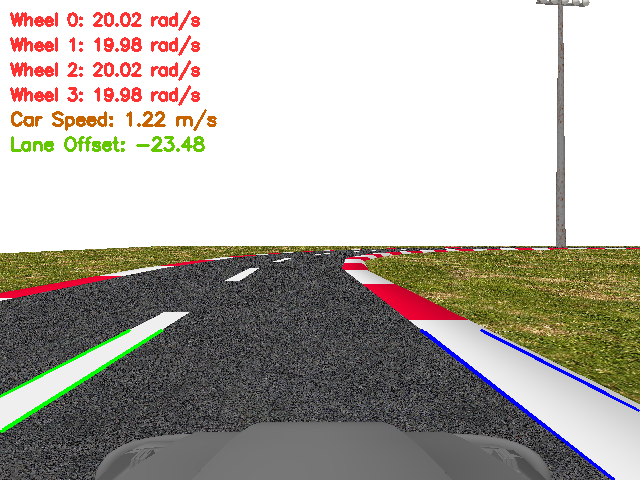 Wheel 0: 20.02 rad/s
Wheel 1: 19.98 rad/s
Wheel 2: 20.02 rad/s
Wheel 3: 19.98 rad/s
Car Speed: 1.22 m/s
Lane Offset: -23.48